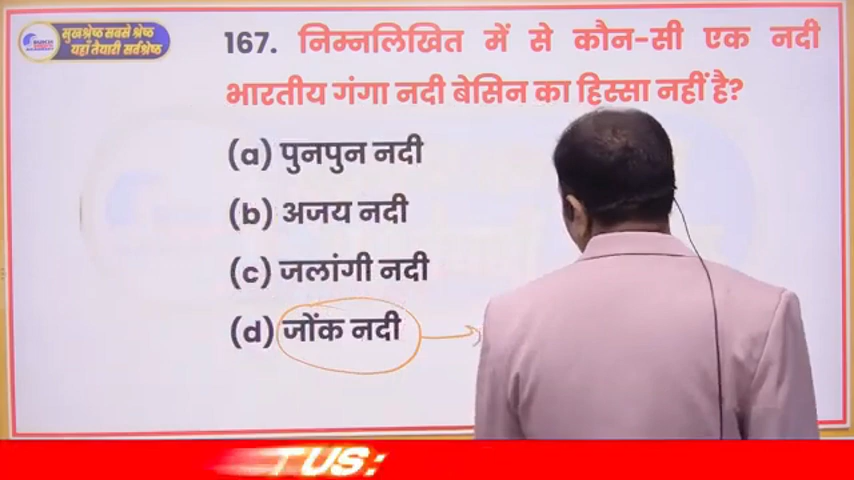 सुखश्रेष्ठ सबसे श्रेष्ठ
यहाँ तैयारी सर्वश्रेष्ठ
167. निम्नलिखित में से कौन-सी एक नदी
भारतीय गंगा नदी बेसिन का हिस्सा नहीं है?
(a) पुनपुन नदी
(b) अजय नदी
(c) जलांगी नदी
(d) जोंक नदी
TUS: